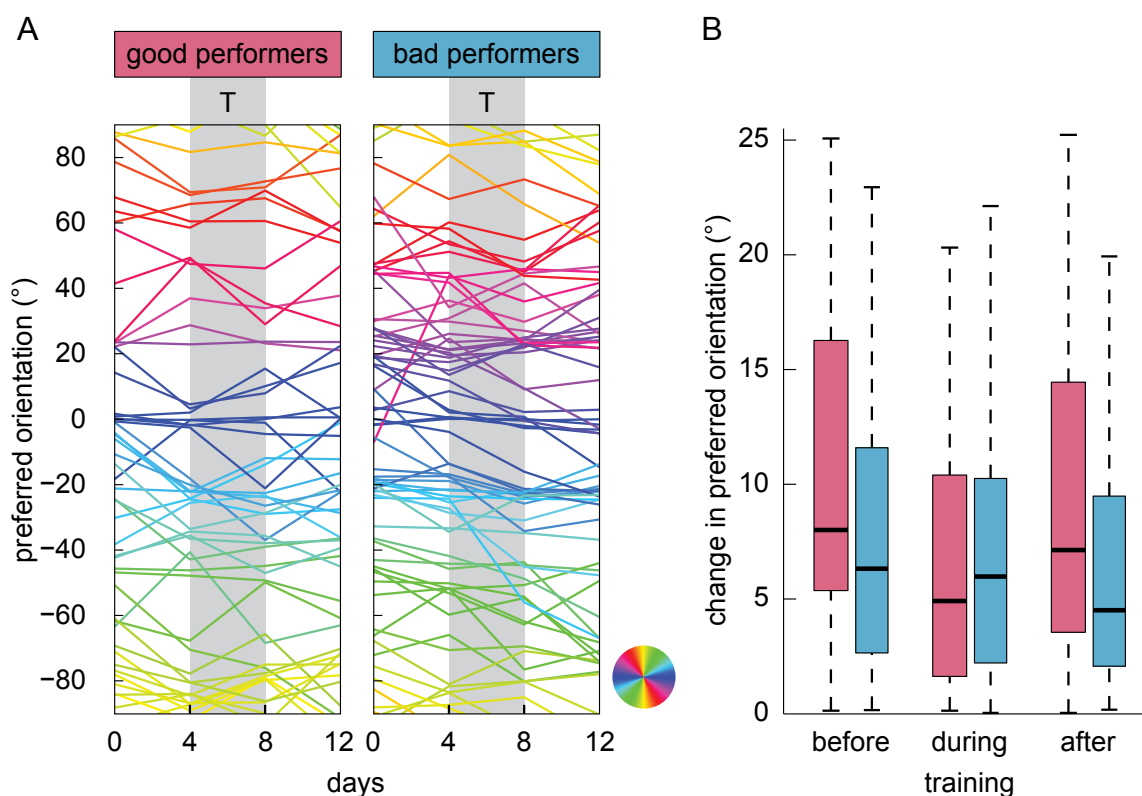 A
good performers
bad performers
T
T
preferred orientation (°)
80
60
40
20
0
−20
−40
−60
−80
0
4
8
12
0
4
8
12
days
B
change in preferred orientation (°)
25
20
15
10
5
0
before
during
after
training